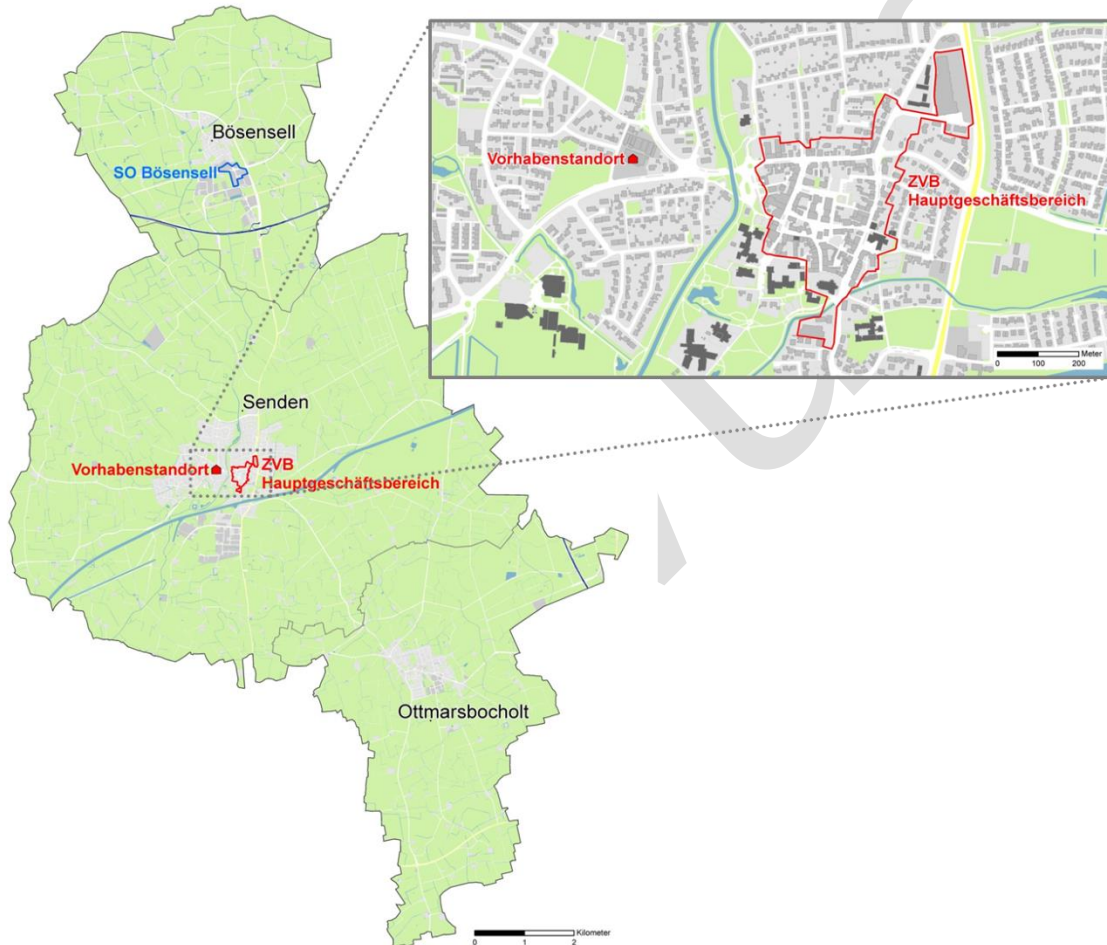 Bösensell
SO Bösensell
Senden
Vorhabenstandort
ZVB
Hauptgeschäftsbereich
Ottmarsbocholt
Kilometer
0 1 2
Vorhabenstandort
ZVB
Hauptgeschäftsbereich
Meter
0 100 200